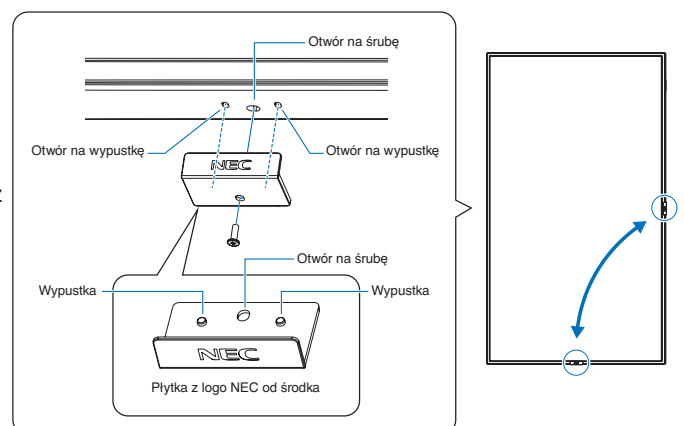 Otwór na śrubę
Otwór na wypustkę
Otwór na wypustkę
NEC
Otwór na śrubę
Wypustka
Wypustka
NEC
Płytka z logo NEC od środka